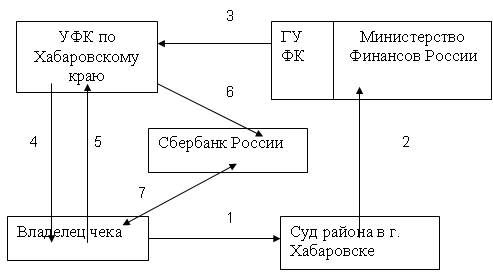 3
УФК по
Хабаровскому
краю
ГУ
ФК
Министерство
Финансов России
6
4
5
Сбербанк России
2
7
1
Владелец чека
Суд района в г.
Хабаровске